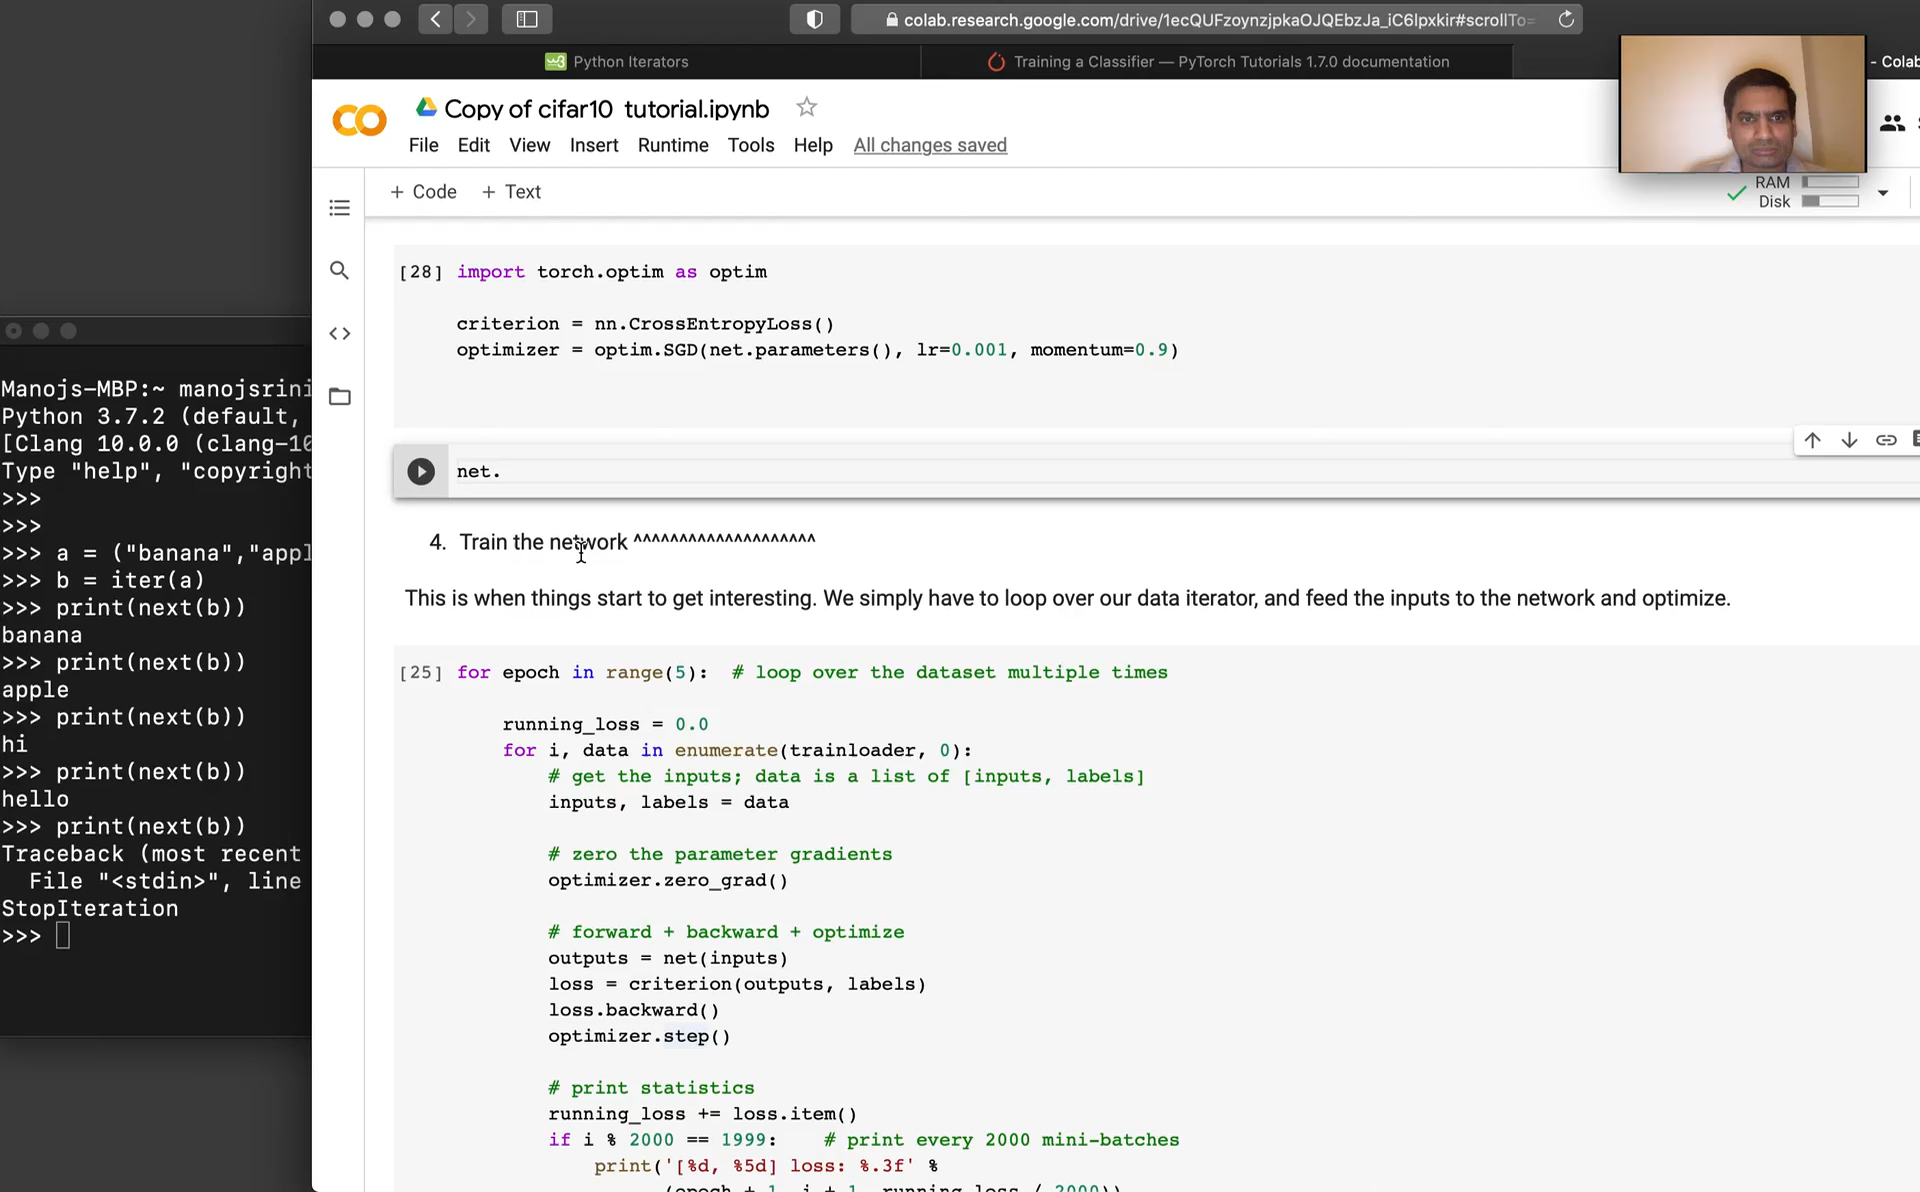 colab.research.google.com/drive/1ecQUFzoynzjpkaOJQEbzJa_iC6Ipxkir#scrollTo=
Python Iterators
Training a Classifier — PyTorch Tutorials 1.7.0 documentation
- Colab
Copy of cifar10 tutorial.ipynb
File Edit View Insert Runtime Tools Help All changes saved
+ Code + Text
RAM
Disk
[28] import torch.optim as optim
criterion = nn.CrossEntropyLoss()
optimizer = optim.SGD(net.parameters(), lr=0.001, momentum=0.9)
net.
4. Train the network ^^^^^^^^^^^^^^^^^^^^
This is when things start to get interesting. We simply have to loop over our data iterator, and feed the inputs to the network and optimize.
[25] for epoch in range(5):  # loop over the dataset multiple times
running_loss = 0.0
for i, data in enumerate(trainloader, 0):
# get the inputs; data is a list of [inputs, labels]
inputs, labels = data
# zero the parameter gradients
optimizer.zero_grad()
# forward + backward + optimize
outputs = net(inputs)
loss = criterion(outputs, labels)
loss.backward()
optimizer.step()
# print statistics
running_loss += loss.item()
if i % 2000 == 1999:    # print every 2000 mini-batches
print('[%d, %5d] loss: %.3f' %
(epoch + 1, i + 1, running_loss / 2000))
Manojs-MBP:~ manojsrini
Python 3.7.2 (default,
[Clang 10.0.0 (clang-10
Type "help", "copyright
>>>
>>>
>>> a = ("banana","appl
>>> b = iter(a)
>>> print(next(b))
banana
>>> print(next(b))
apple
>>> print(next(b))
hi
>>> print(next(b))
hello
>>> print(next(b))
Traceback (most recent
File "<stdin>", line
StopIteration
>>>